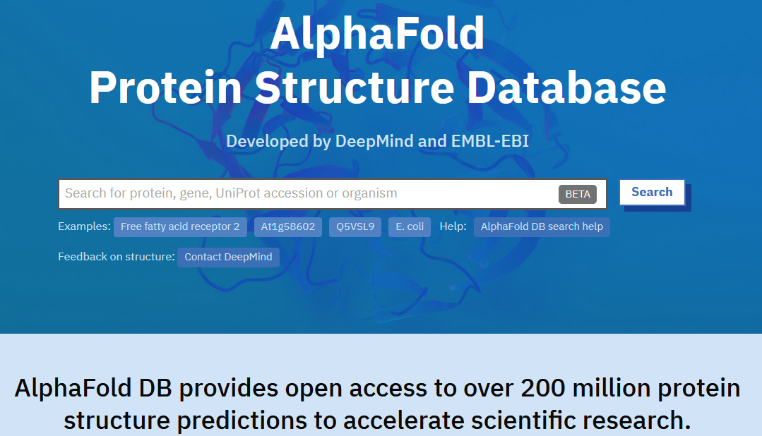 AlphaFold
Protein Structure Database
Developed by DeepMind and EMBL-EBI
Search for protein, gene, UniProt accession or organism BETA Search
Examples: Free fatty acid receptor 2 At1g58602 Q5VSL9 E. coli Help: AlphaFold DB search help
Feedback on structure: Contact DeepMind
AlphaFold DB provides open access to over 200 million protein
structure predictions to accelerate scientific research.